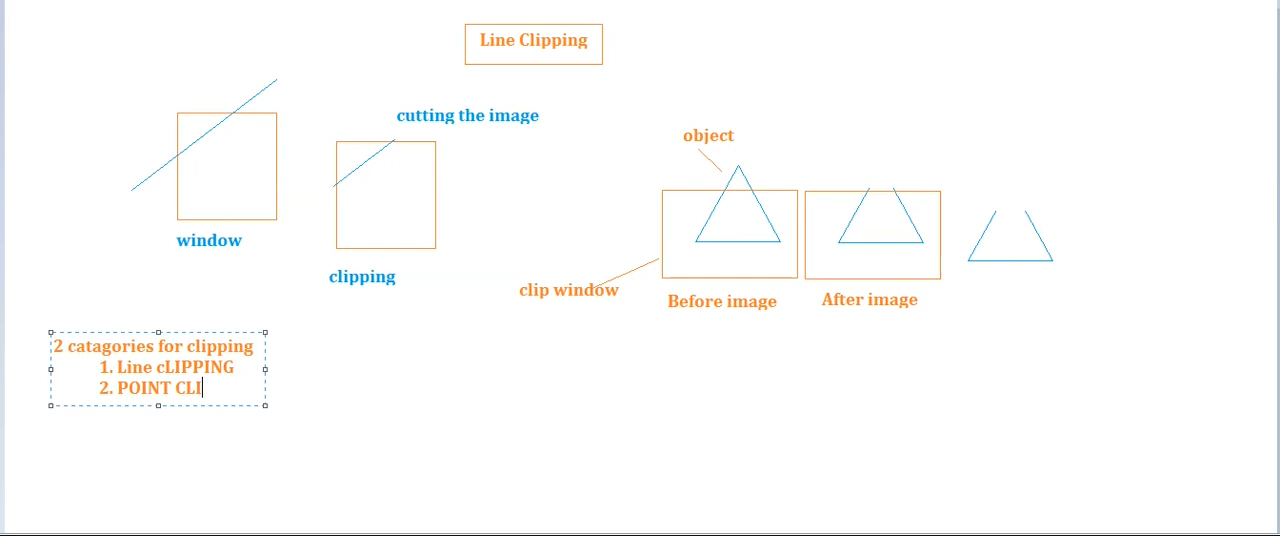 Line Clipping
cutting the image
object
window
clipping
clip window
Before image
After image
2 catagories for clipping
1. Line cLIPPING
2. POINT CLI